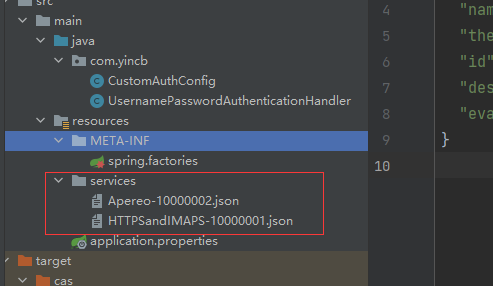 src
main
java
com.yincb
CustomAuthConfig
UsernamePasswordAuthenticationHandler
resources
META-INF
spring.factories
services
Apereo-10000002.json
HTTPSandIMAPS-10000001.json
application.properties
target
cas
4 "nam
5 "the
6 "id"
7 "des
8 "eva
9 }
10